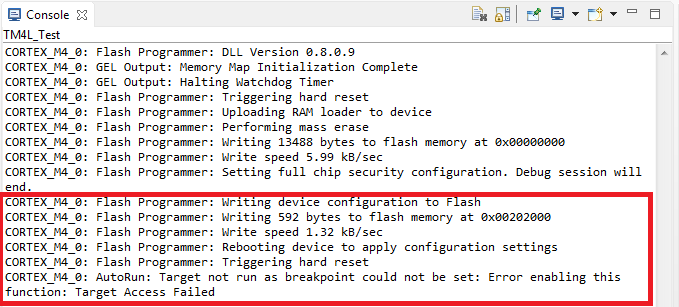 Console
TM4L_Test
CORTEX_M4_0: Flash Programmer: DLL Version 0.8.0.9
CORTEX_M4_0: GEL Output: Memory Map Initialization Complete
CORTEX_M4_0: GEL Output: Halting Watchdog Timer
CORTEX_M4_0: Flash Programmer: Triggering hard reset
CORTEX_M4_0: Flash Programmer: Uploading RAM loader to device
CORTEX_M4_0: Flash Programmer: Performing mass erase
CORTEX_M4_0: Flash Programmer: Writing 13488 bytes to flash memory at 0x00000000
CORTEX_M4_0: Flash Programmer: Write speed 5.99 kB/sec
CORTEX_M4_0: Flash Programmer: Setting full chip security configuration. Debug session will
end.
CORTEX_M4_0: Flash Programmer: Writing device configuration to Flash
CORTEX_M4_0: Flash Programmer: Writing 592 bytes to flash memory at 0x00202000
CORTEX_M4_0: Flash Programmer: Write speed 1.32 kB/sec
CORTEX_M4_0: Flash Programmer: Rebooting device to apply configuration settings
CORTEX_M4_0: Flash Programmer: Triggering hard reset
CORTEX_M4_0: AutoRun: Target not run as breakpoint could not be set: Error enabling this
function: Target Access Failed